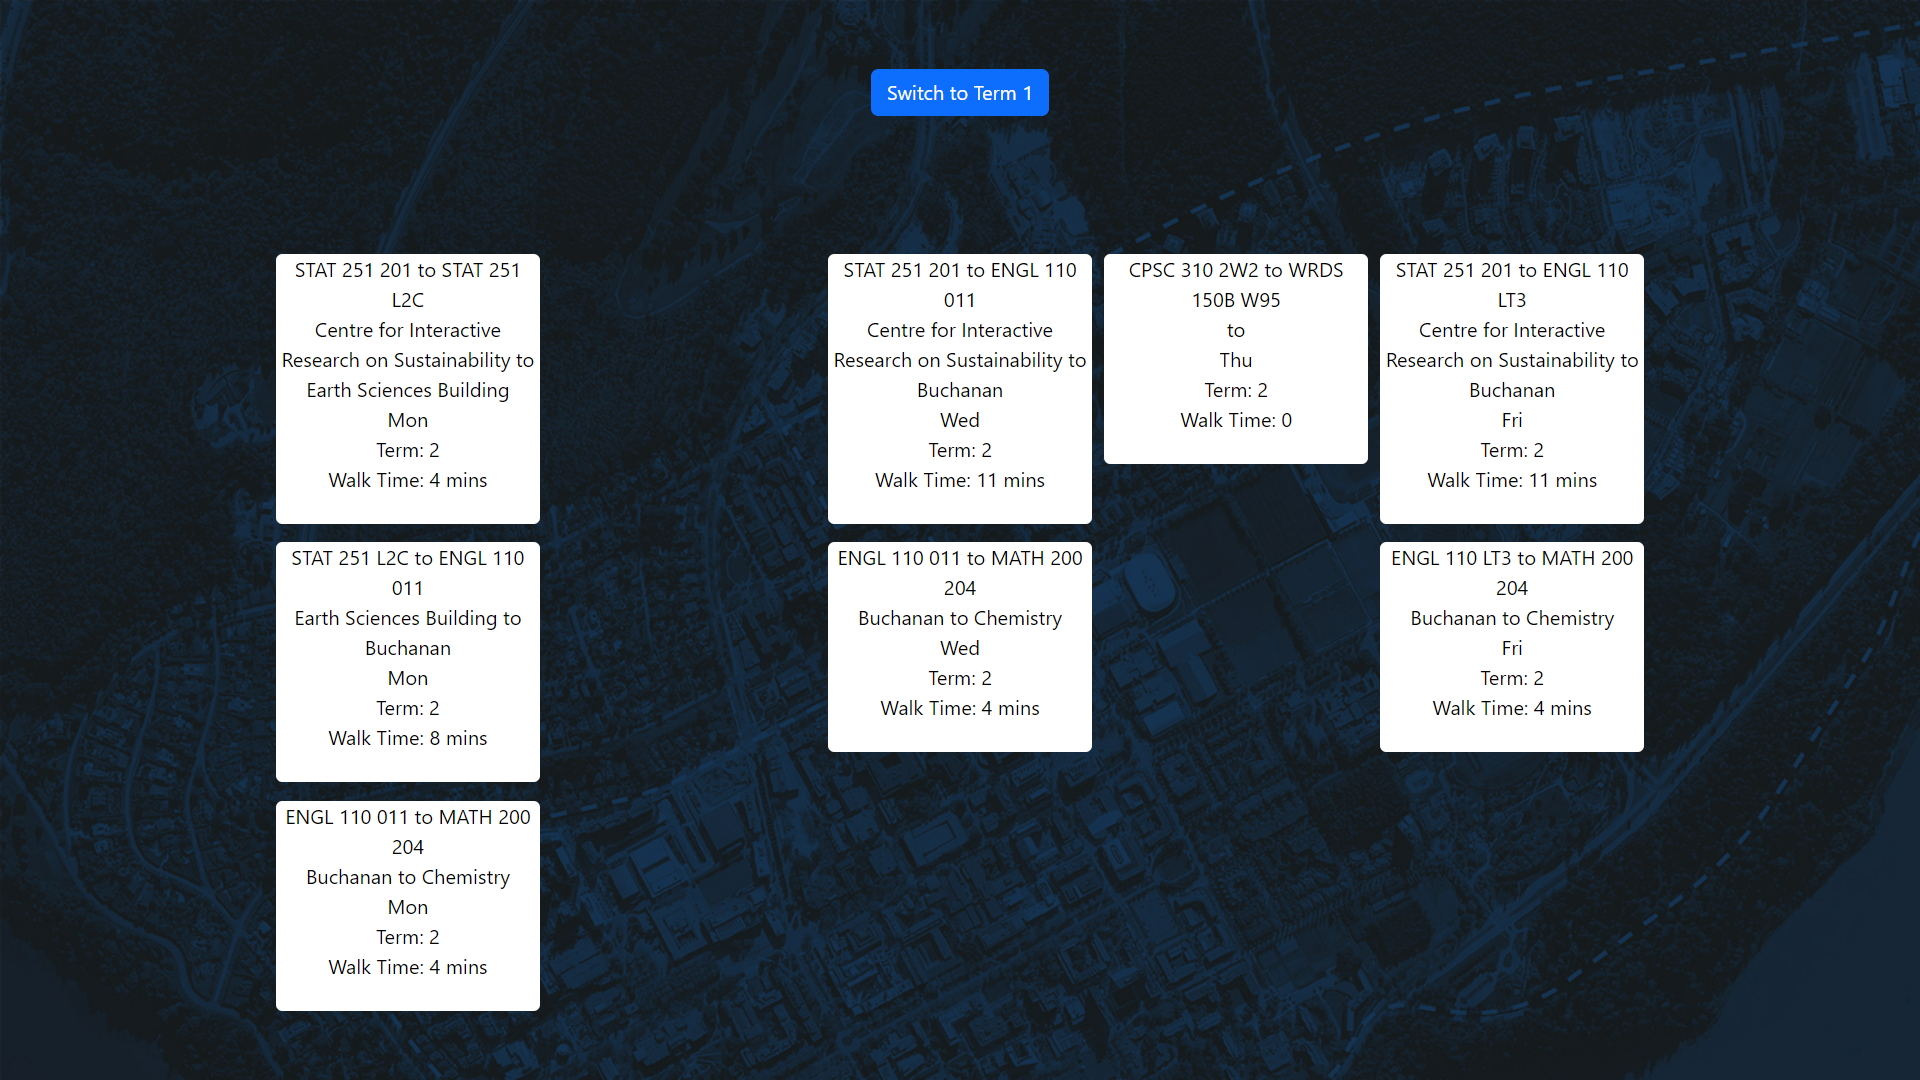 Switch to Term 1
STAT 251 201 to STAT 251
L2C
Centre for Interactive
Research on Sustainability to
Earth Sciences Building
Mon
Term: 2
Walk Time: 4 mins
STAT 251 L2C to ENGL 110
011
Earth Sciences Building to
Buchanan
Mon
Term: 2
Walk Time: 8 mins
ENGL 110 011 to MATH 200
204
Buchanan to Chemistry
Mon
Term: 2
Walk Time: 4 mins
STAT 251 201 to ENGL 110
011
Centre for Interactive
Research on Sustainability to
Buchanan
Wed
Term: 2
Walk Time: 11 mins
ENGL 110 011 to MATH 200
204
Buchanan to Chemistry
Wed
Term: 2
Walk Time: 4 mins
CPSC 310 2W2 to WRDS
150B W95
to
Thu
Term: 2
Walk Time: 0
STAT 251 201 to ENGL 110
LT3
Centre for Interactive
Research on Sustainability to
Buchanan
Fri
Term: 2
Walk Time: 11 mins
ENGL 110 LT3 to MATH 200
204
Buchanan to Chemistry
Fri
Term: 2
Walk Time: 4 mins